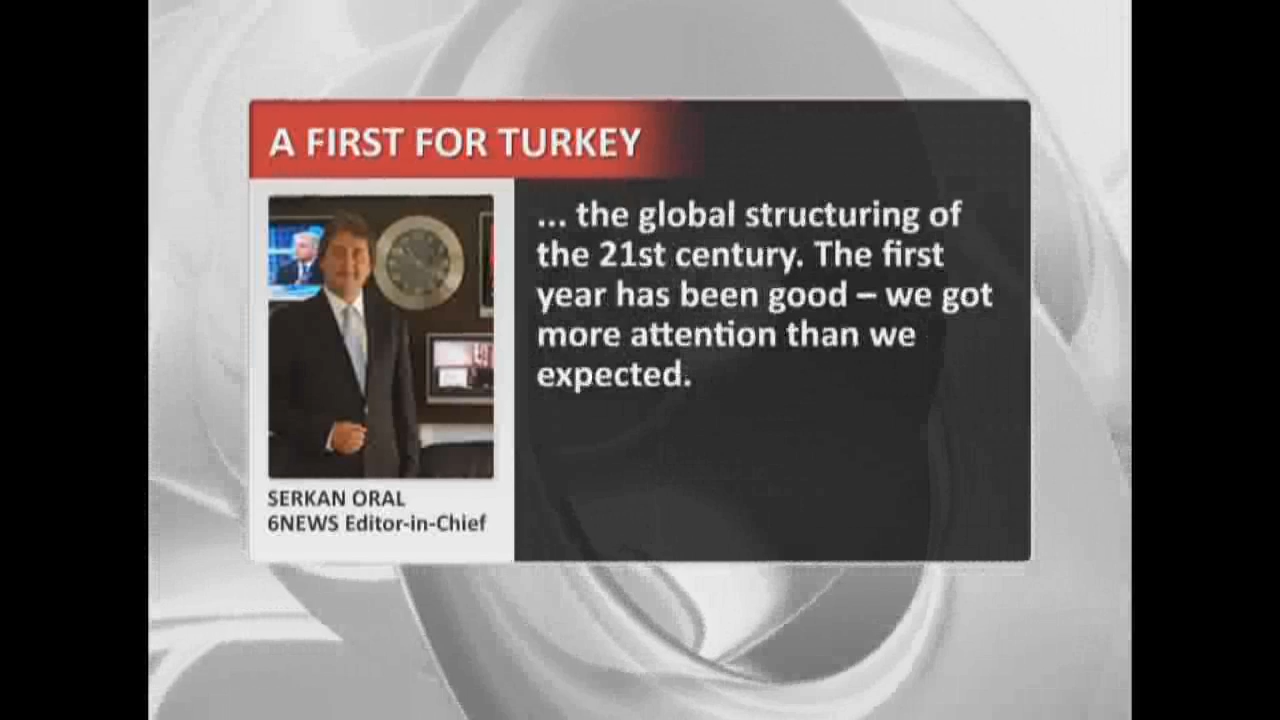 A FIRST FOR TURKEY
... the global structuring of
the 21st century. The first
year has been good – we got
more attention than we
expected.
SERKAN ORAL
6NEWS Editor-in-Chief